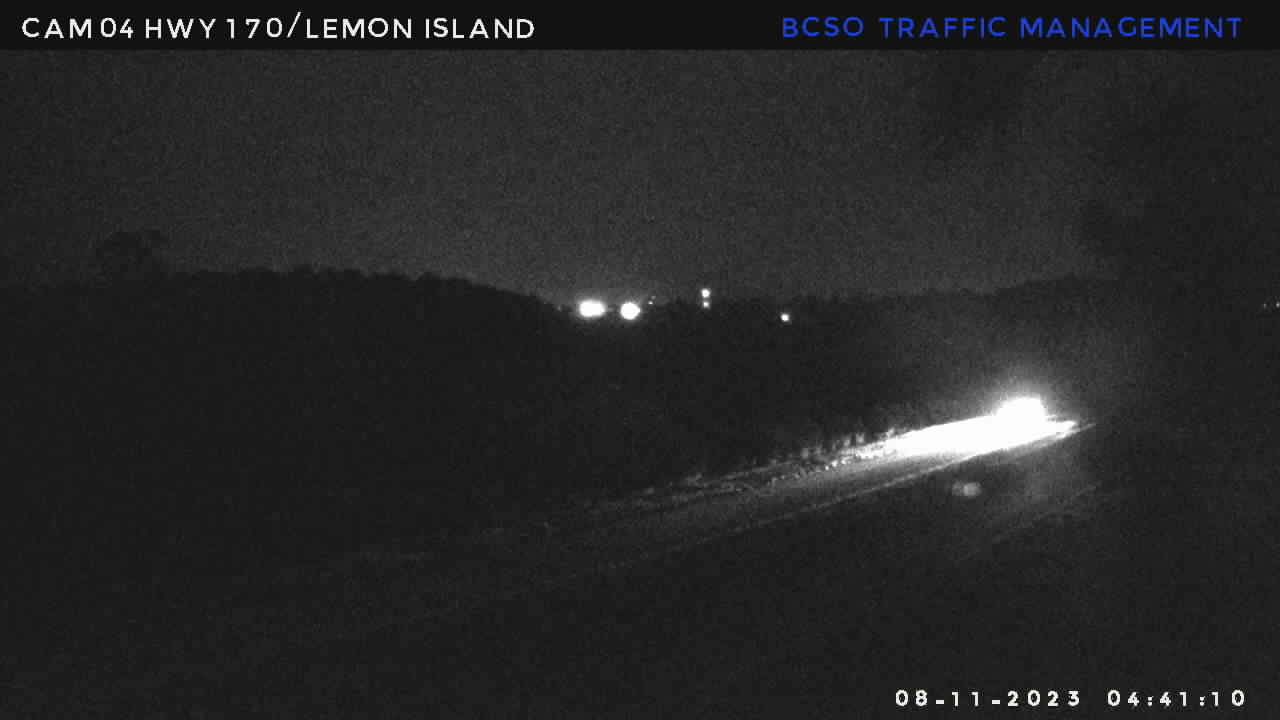 CAM04 HWY 170/LEMON ISLAND
BCSO TRAFFIC MANAGEMENT
08-11-2023 04:41:10